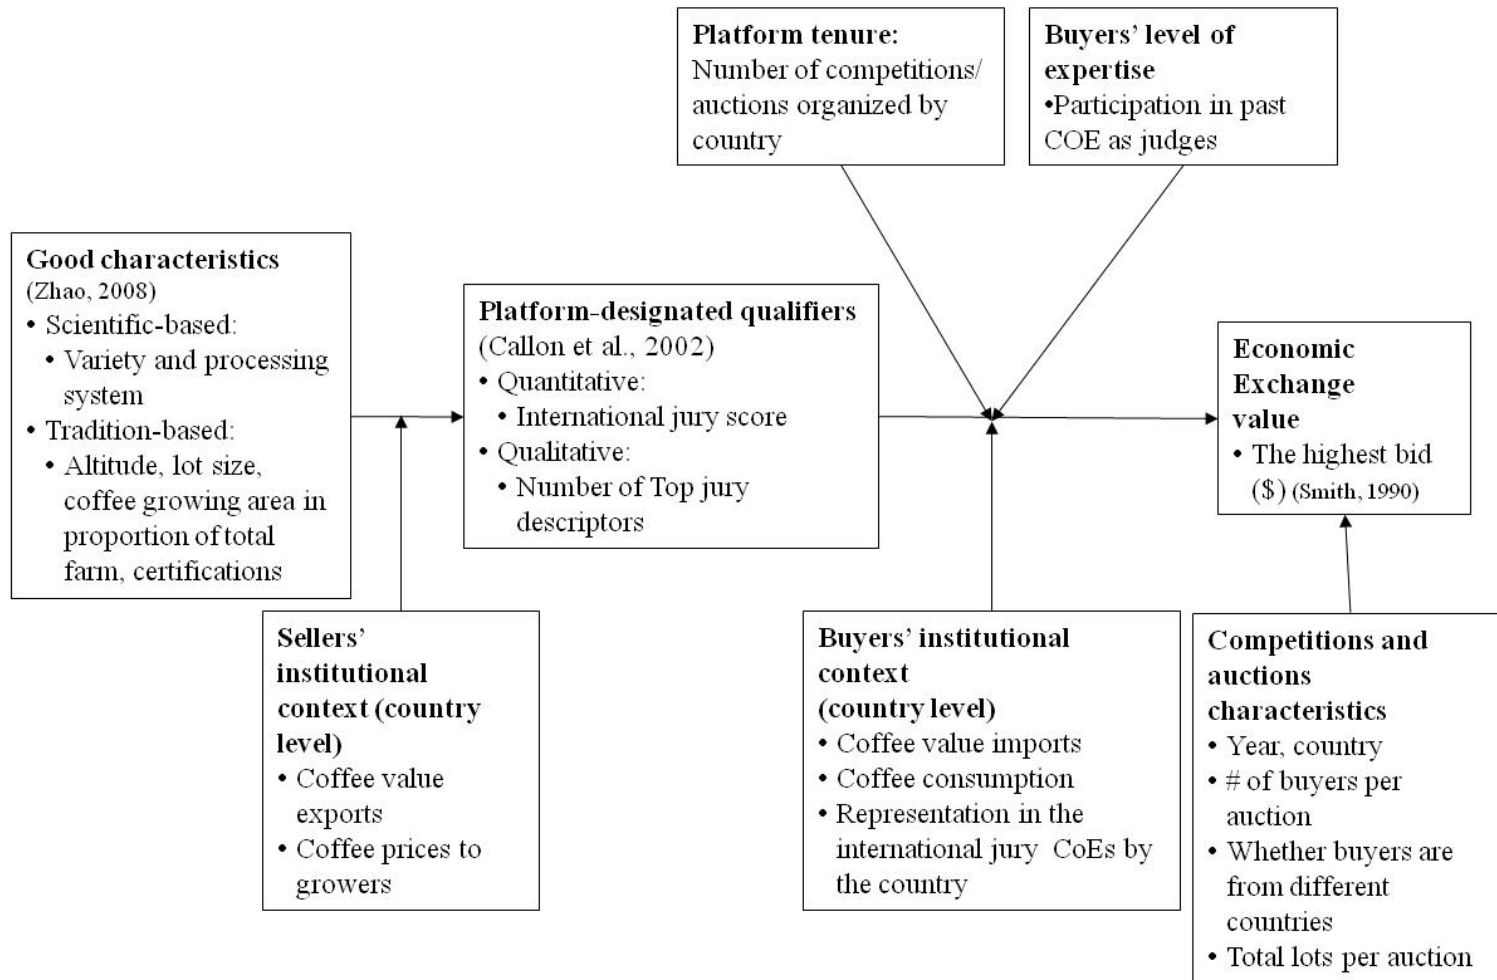 Platform tenure:
Number of competitions/
auctions organized by
country
Buyers’ level of
expertise
•Participation in past
COE as judges
Good characteristics
(Zhao, 2008)
• Scientific-based:
• Variety and processing
system
• Tradition-based:
• Altitude, lot size,
coffee growing area in
proportion of total
farm, certifications
Platform-designated qualifiers
(Callon et al., 2002)
• Quantitative:
• International jury score
• Qualitative:
• Number of Top jury
descriptors
Economic
Exchange
value
• The highest bid
($) (Smith, 1990)
Sellers’
institutional
context (country
level)
• Coffee value
exports
• Coffee prices to
growers
Buyers’ institutional
context
(country level)
• Coffee value imports
• Coffee consumption
• Representation in the
international jury CoEs by
the country
Competitions and
auctions
characteristics
• Year, country
• # of buyers per
auction
• Whether buyers are
from different
countries
• Total lots per auction